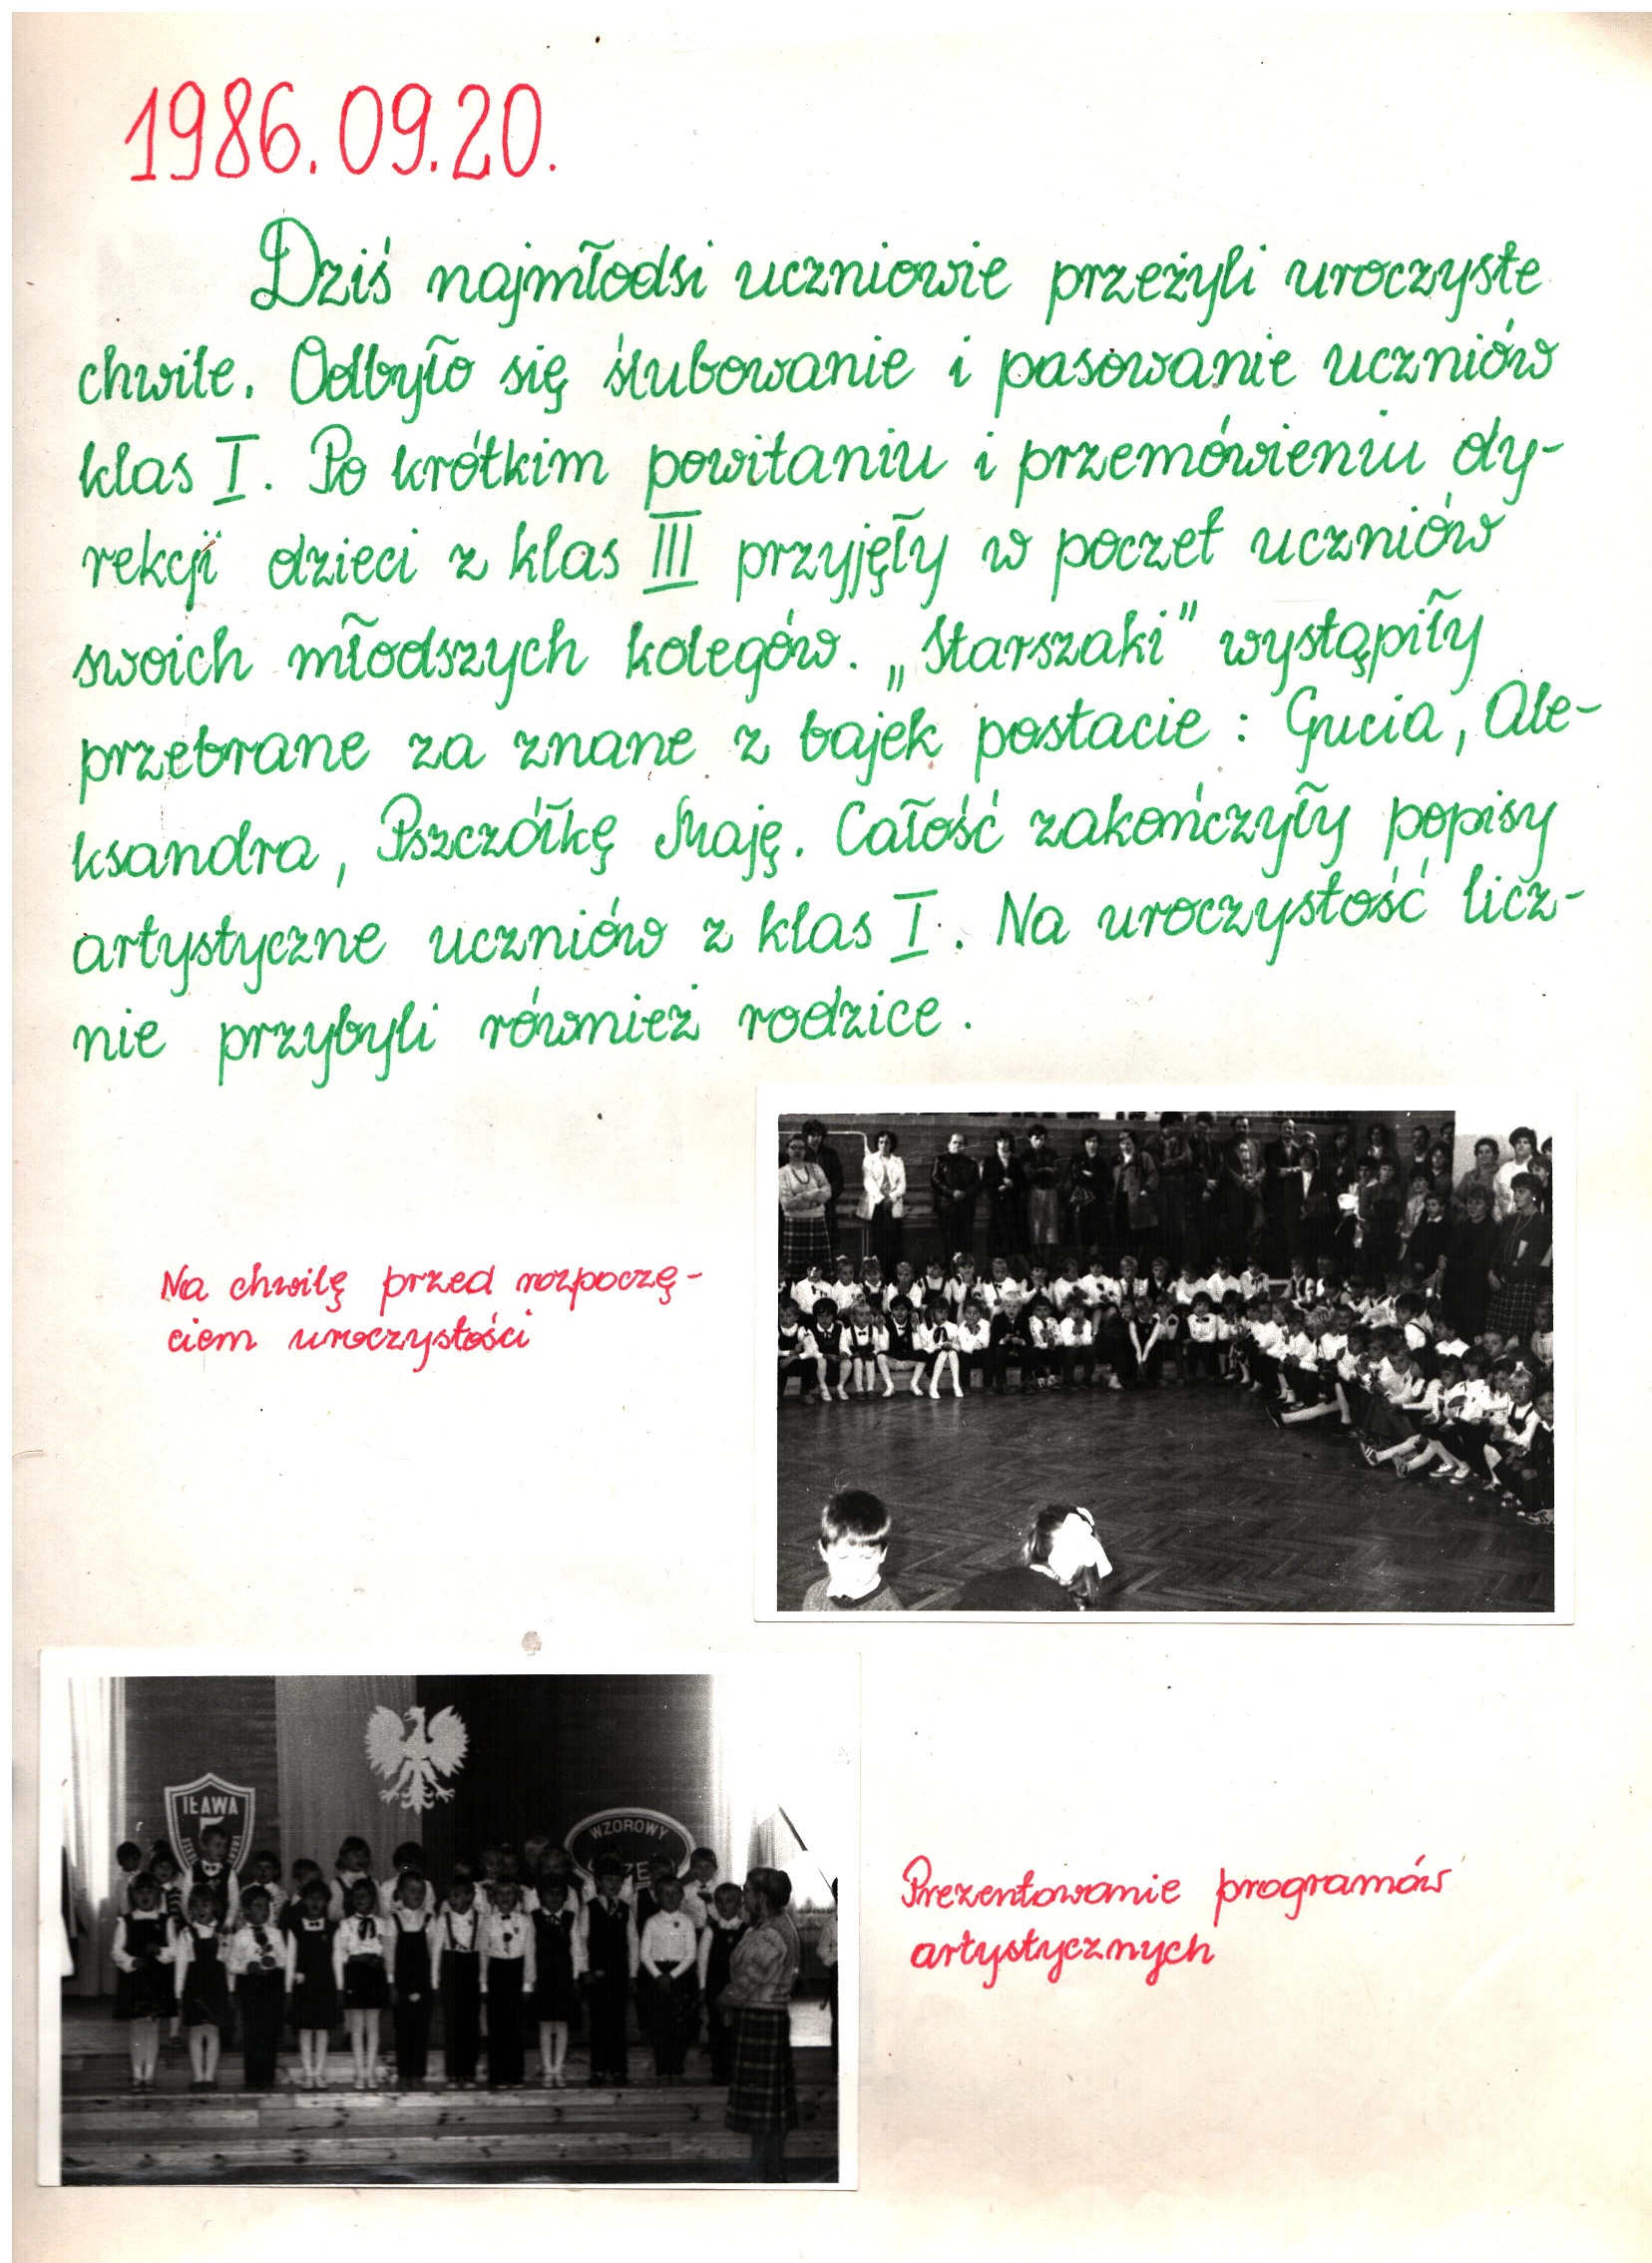 1986.09.20.
Dziś najmłodsi uczniowie przeżyli uroczyste
chwile. Odbyło się ślubowanie i pasowanie uczniów
klas I. Po krótkim powitaniu i przemówieniu dy-
rekcji dzieci z klas III przyjęły w poczet uczniów
swoich młodszych kolegów. „Starszaki" wystąpiły
przebrane za znane z bajek postacie : Gucia, Ale-
ksandra, Pszczółkę Maję. Całość zakończyły popisy
artystyczne uczniów z klas I. Na uroczystość licz-
nie przybyli również rodzice.
Na chwilę przed rozpoczę-
ciem uroczystości
IŁAWA
WZOROWY
Prezentowanie programów
artystycznych